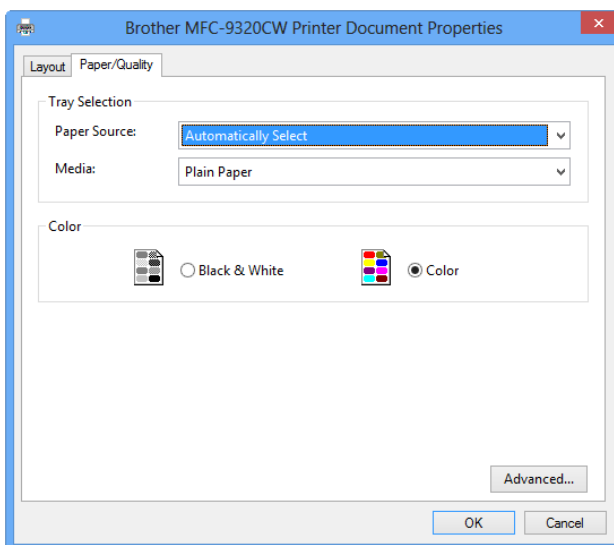 Brother MFC-9320CW Printer Document Properties
Layout Paper/Quality
Tray Selection
Paper Source: Automatically Select
Media: Plain Paper
Color
Black & White Color
Advanced...
OK Cancel